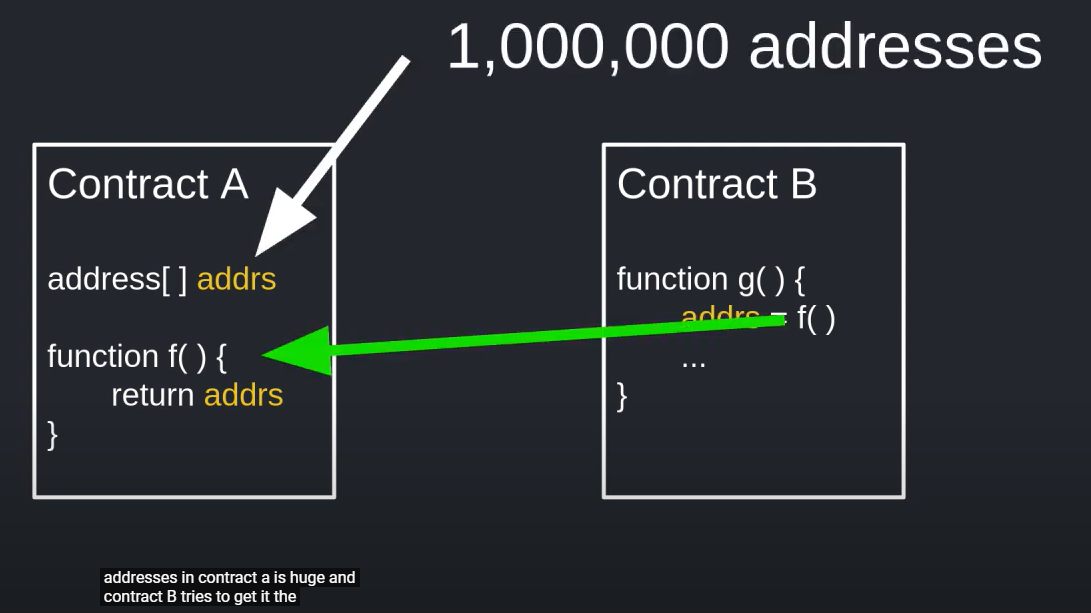 1,000,000 addresses
Contract A
address[ ] addrs
function f( ) {
return addrs
}
Contract B
function g( ) {
addrs = f( )
...
}
addresses in contract a is huge and
contract B tries to get it the